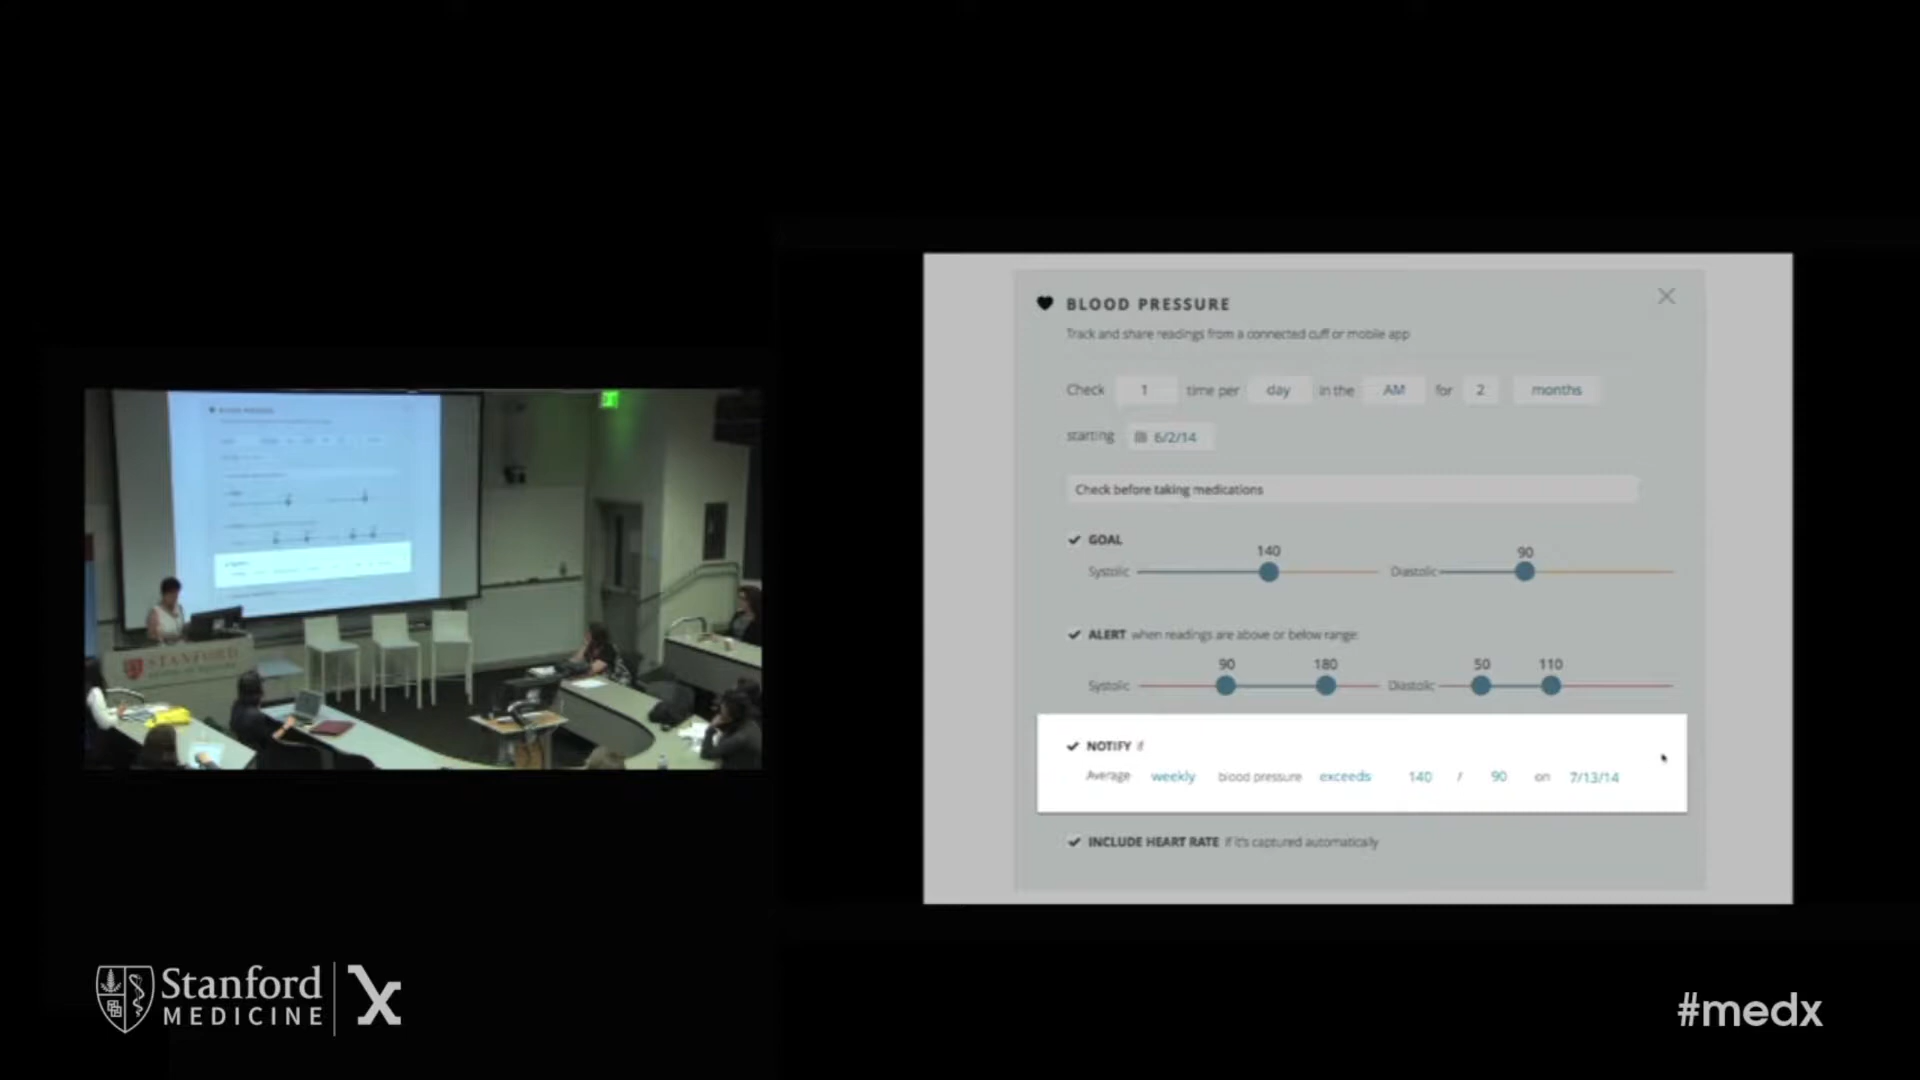 BLOOD PRESSURE
Track and share readings from a connected cuff or mobile app
Check 1 time per day in the AM for 2 months
starting 6/2/14
Check before taking medications
GOAL
140 90
Systolic Diastolic
ALERT when readings are above or below range:
90 180 50 110
Systolic Diastolic
NOTIFY if
Average weekly blood pressure exceeds 140 / 90 on 7/13/14
INCLUDE HEART RATE if it's captured automatically
STANFORD
Stanford
MEDICINE
X
#medx